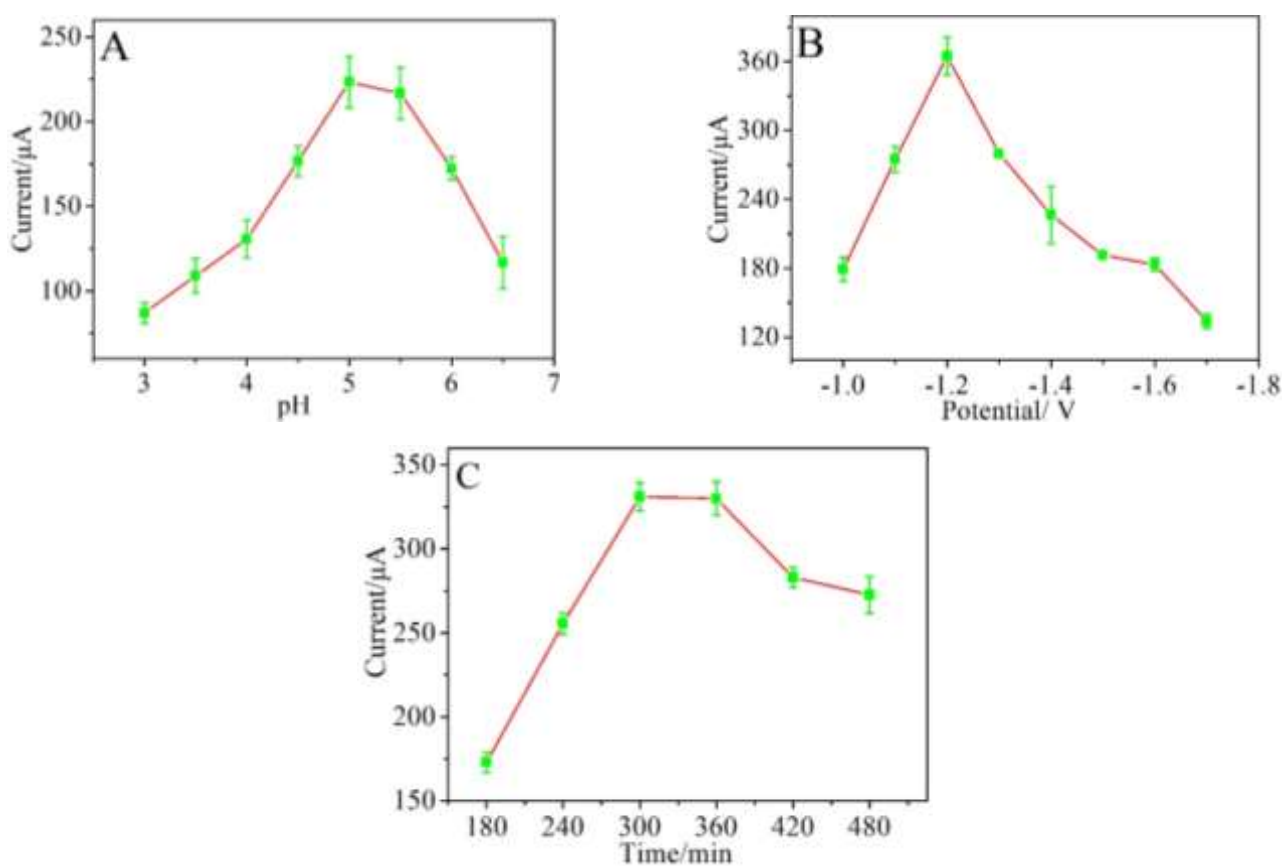 A
Current/μA
250
200
150
100
3 4 5 6 7
pH
B
Current/μA
360
300
240
180
120
-1.0 -1.2 -1.4 -1.6 -1.8
Potential/ V
C
Current/μA
350
300
250
200
150
180 240 300 360 420 480
Time/min